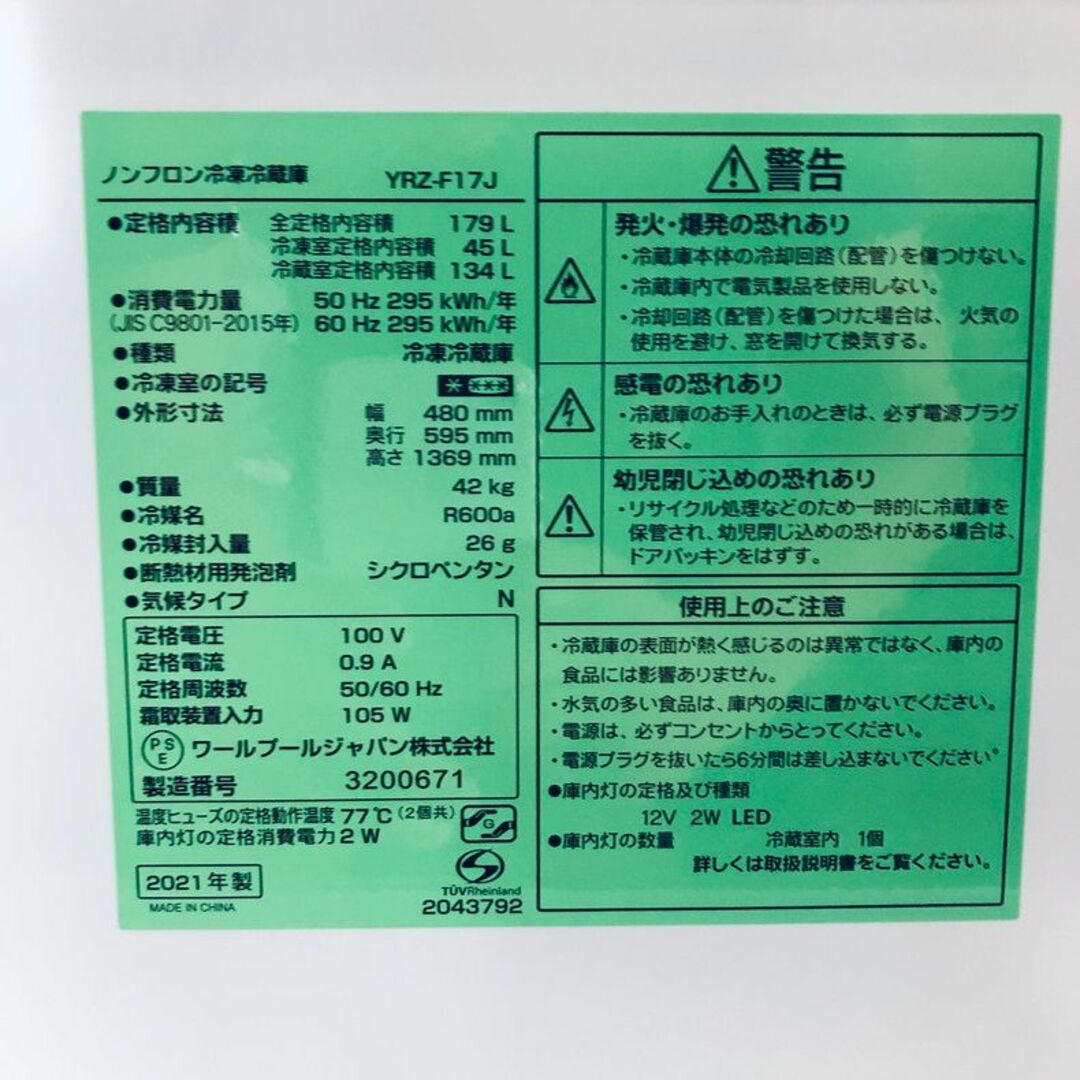 ノンフロン冷凍冷蔵庫 YRZ-F17J
●定格内容積 全定格内容積 179 L
冷凍室定格内容積 45 L
冷蔵室定格内容積 134 L
●消費電力量 50 Hz 295 kWh/年
(JIS C9801-2015年) 60 Hz 295 kWh/年
●種類 冷凍冷蔵庫
●冷凍室の記号
●外形寸法 幅 480 mm
奥行 595 mm
高さ 1369 mm
●質量 42 kg
●冷媒名 R600a
●冷媒封入量 26 g
●断熱材用発泡剤 シクロペンタン
●気候タイプ N
定格電圧 100 V
定格電流 0.9 A
定格周波数 50/60 Hz
霜取装置入力 105 W
PSE ワールプールジャパン株式会社
製造番号 3200671
温度ヒューズの定格動作温度 77℃ (2個共)
庫内灯の定格消費電力 2 W
G
2021年製
MADE IN CHINA
TÜVRheinland
2043792
警告
発火・爆発の恐れあり
・冷蔵庫本体の冷却回路(配管)を傷つけない。
・冷蔵庫内で電気製品を使用しない。
・冷却回路(配管)を傷つけた場合は、火気の
使用を避け、窓を開けて換気する。
感電の恐れあり
・冷蔵庫のお手入れのときは、必ず電源プラグ
を抜く。
幼児閉じ込めの恐れあり
・リサイクル処理などのため一時的に冷蔵庫を
保管され、幼児閉じ込めの恐れがある場合は、
ドアパッキンをはずす。
使用上のご注意
・冷蔵庫の表面が熱く感じるのは異常ではなく、庫内の
食品には影響ありません。
・水気の多い食品は、庫内の奥に置かないでください。
・電源は、必ずコンセントからとってください。
・電源プラグを抜いたら6分間は差し込まないでください。
●庫内灯の定格及び種類
12V 2W LED
●庫内灯の数量 冷蔵室内 1個
詳しくは取扱説明書をご覧ください。